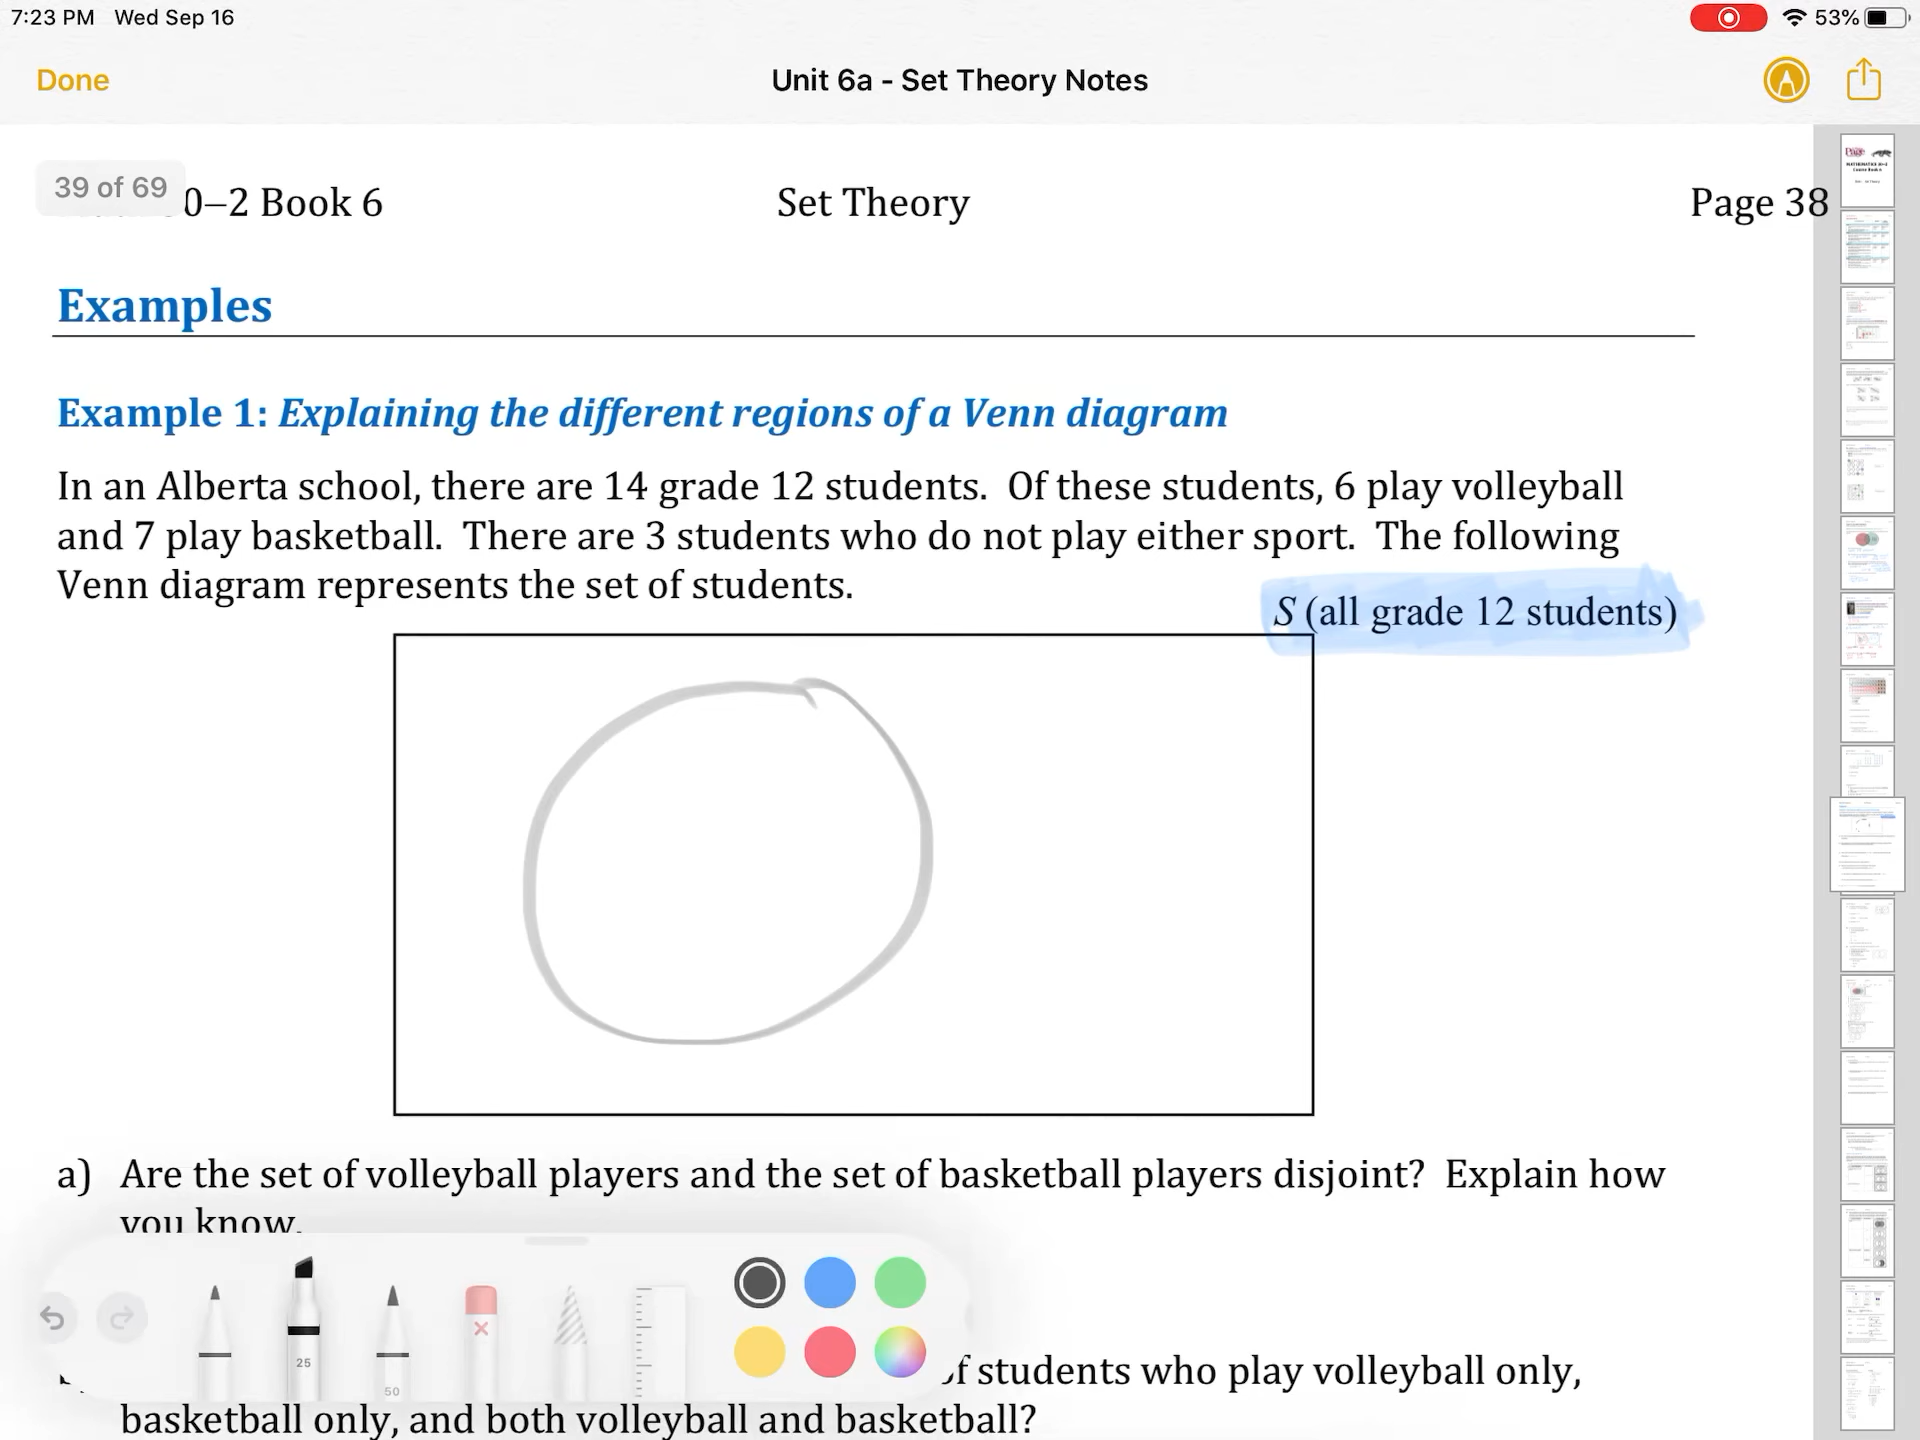 7:23 PM Wed Sep 16
53%
Done
Unit 6a - Set Theory Notes
39 of 69
0–2 Book 6
Set Theory
Page 38
Examples
Example 1: Explaining the different regions of a Venn diagram
In an Alberta school, there are 14 grade 12 students. Of these students, 6 play volleyball
and 7 play basketball. There are 3 students who do not play either sport. The following
Venn diagram represents the set of students.
S (all grade 12 students)
a) Are the set of volleyball players and the set of basketball players disjoint? Explain how
you know.
25
50
of students who play volleyball only,
basketball only, and both volleyball and basketball?